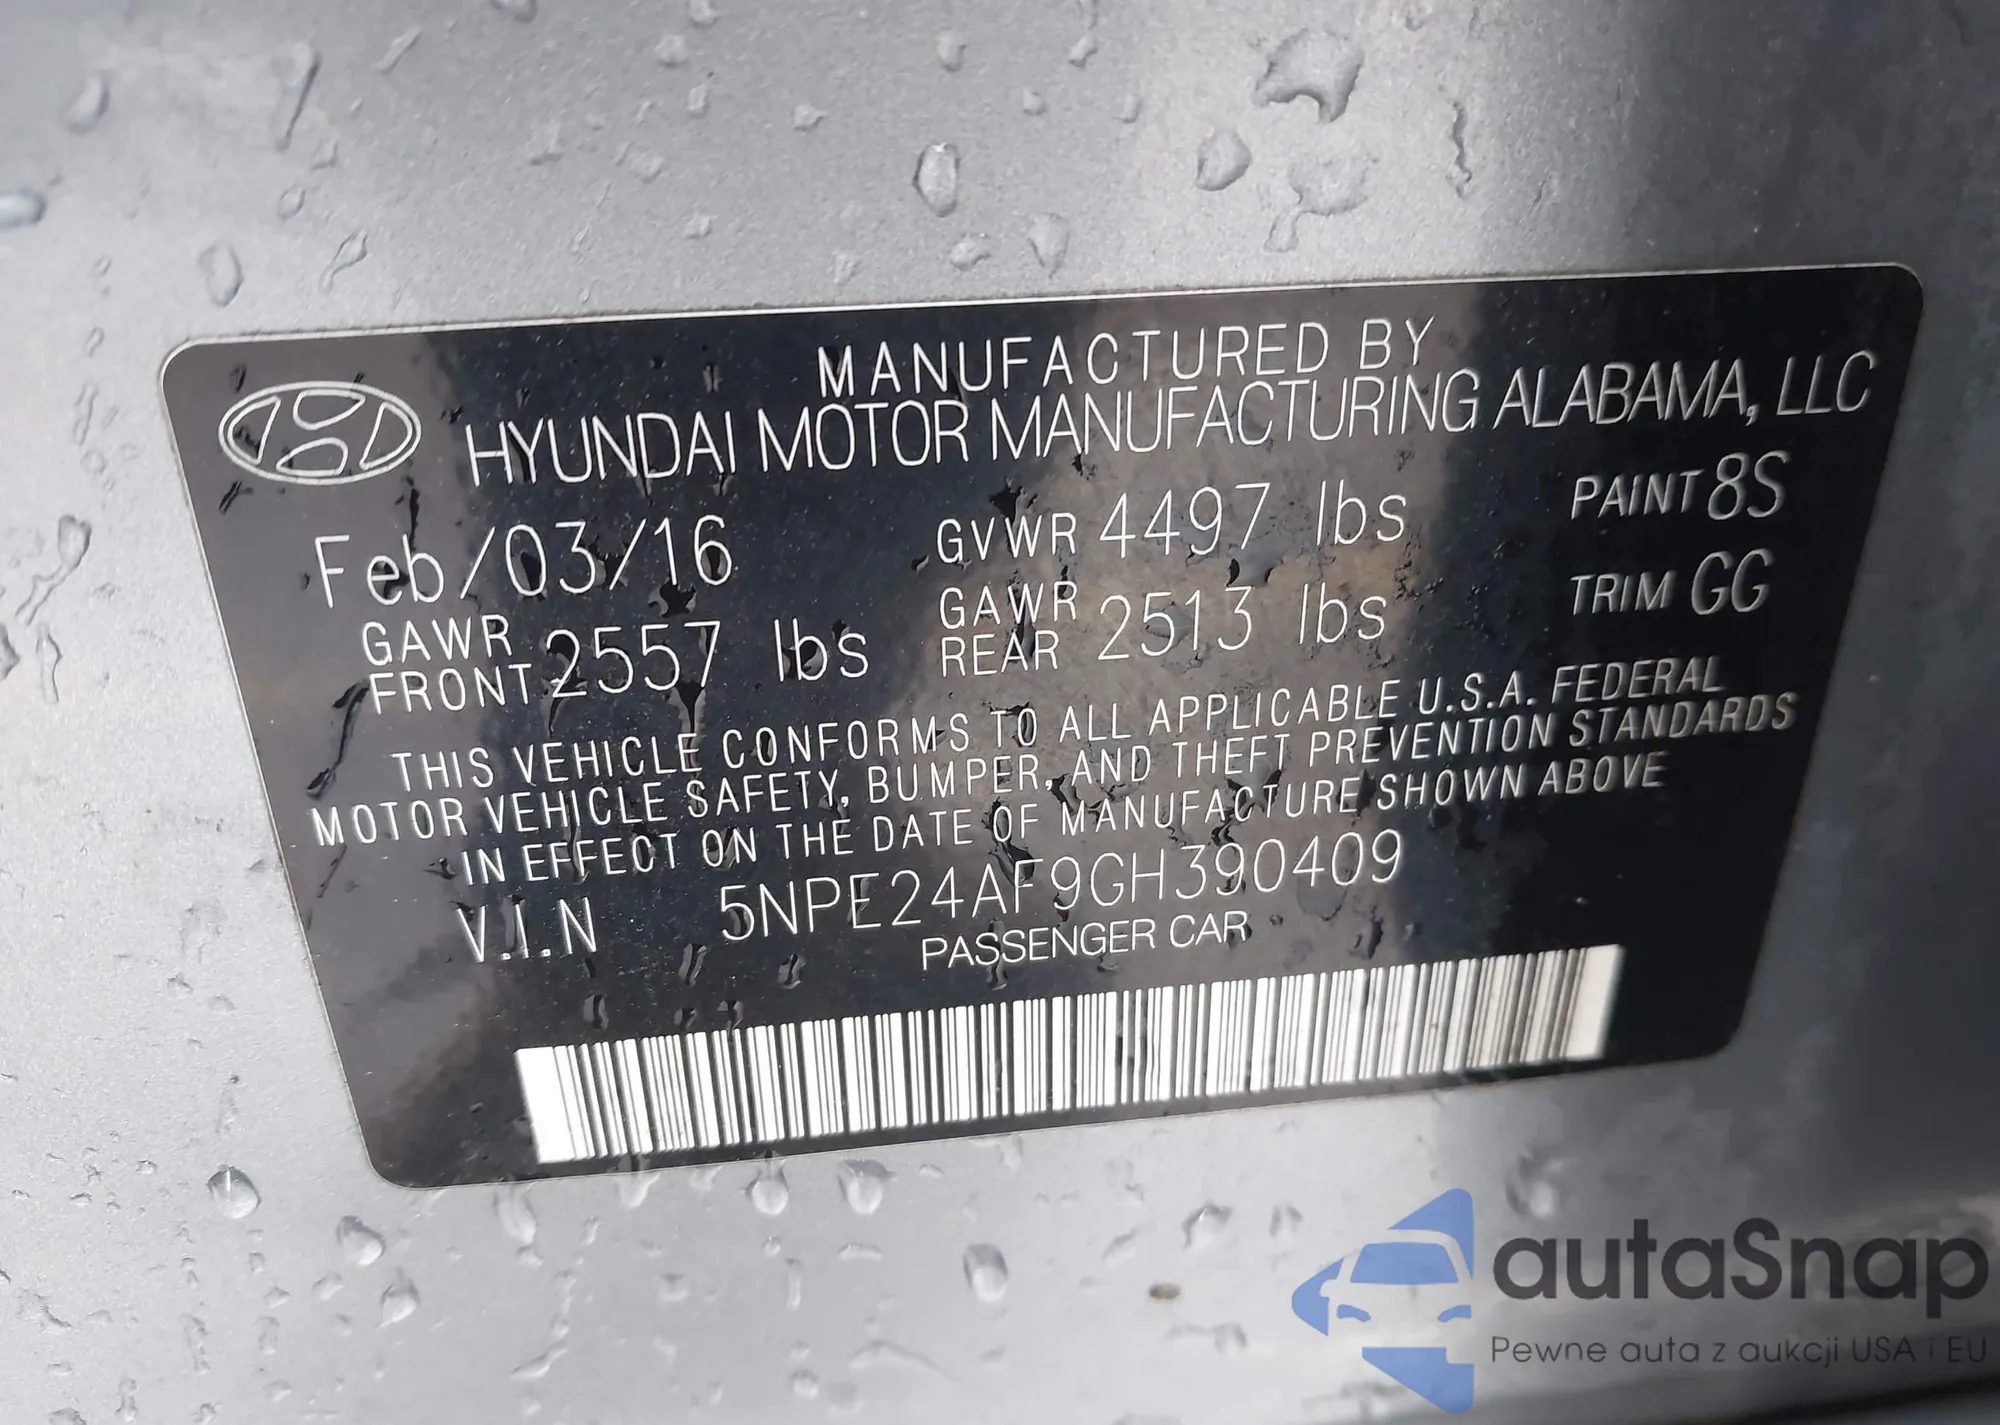 MANUFACTURED BY
HYUNDAI MOTOR MANUFACTURING ALABAMA, LLC
Feb/03/16 GVWR 4497 lbs PAINT 8S
GAWR FRONT 2557 lbs GAWR REAR 2513 lbs TRIM GG
THIS VEHICLE CONFORMS TO ALL APPLICABLE U.S.A. FEDERAL
MOTOR VEHICLE SAFETY, BUMPER, AND THEFT PREVENTION STANDARDS
IN EFFECT ON THE DATE OF MANUFACTURE SHOWN ABOVE
V.I.N 5NPE24AF9GH390409
PASSENGER CAR
autaSnap
Pewne auta z aukcji USA i EU